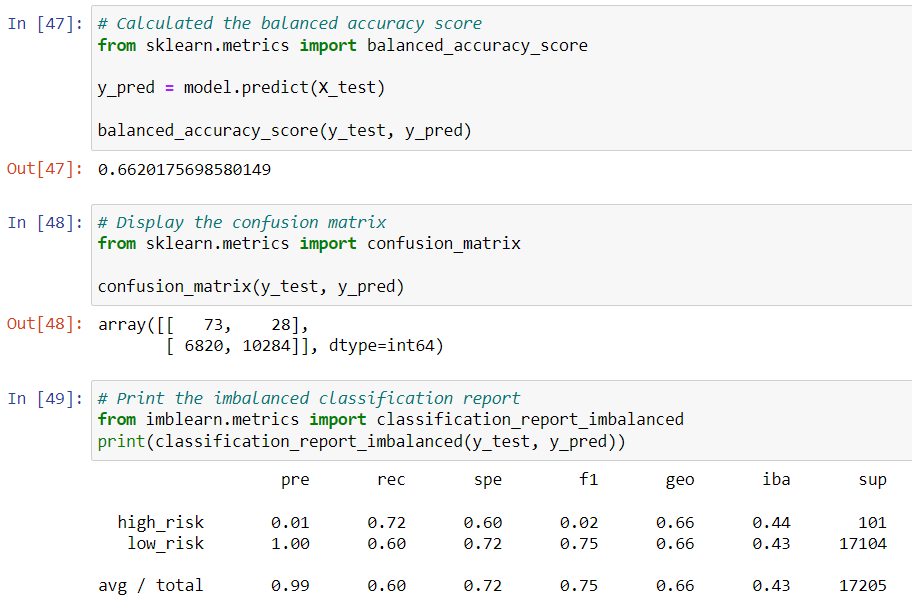 In [47]: # Calculated the balanced accuracy score
from sklearn.metrics import balanced_accuracy_score
y_pred = model.predict(X_test)
balanced_accuracy_score(y_test, y_pred)
Out[47]: 0.6620175698580149
In [48]: # Display the confusion matrix
from sklearn.metrics import confusion_matrix
confusion_matrix(y_test, y_pred)
Out[48]: array([[   73,    28],
       [ 6820, 10284]], dtype=int64)
In [49]: # Print the imbalanced classification report
from imblearn.metrics import classification_report_imbalanced
print(classification_report_imbalanced(y_test, y_pred))
pre rec spe f1 geo iba sup
high_risk 0.01 0.72 0.60 0.02 0.66 0.44 101
low_risk 1.00 0.60 0.72 0.75 0.66 0.43 17104
avg / total 0.99 0.60 0.72 0.75 0.66 0.43 17205